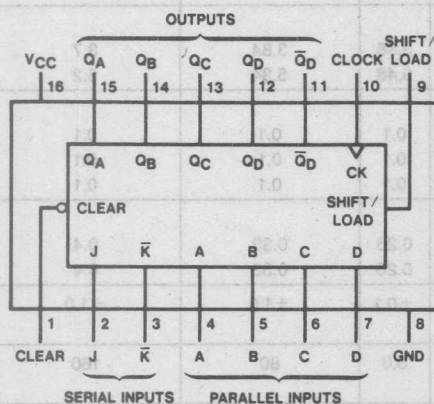 OUTPUTS
VCC QA QB QC QD Q̄D CLOCK SHIFT/LOAD
16 15 14 13 12 11 10 9
QA QB QC QD Q̄D CK
CLEAR
SHIFT/
LOAD
J K̄ A B C D
1 2 3 4 5 6 7 8
CLEAR J K̄ A B C D GND
SERIAL INPUTS PARALLEL INPUTS